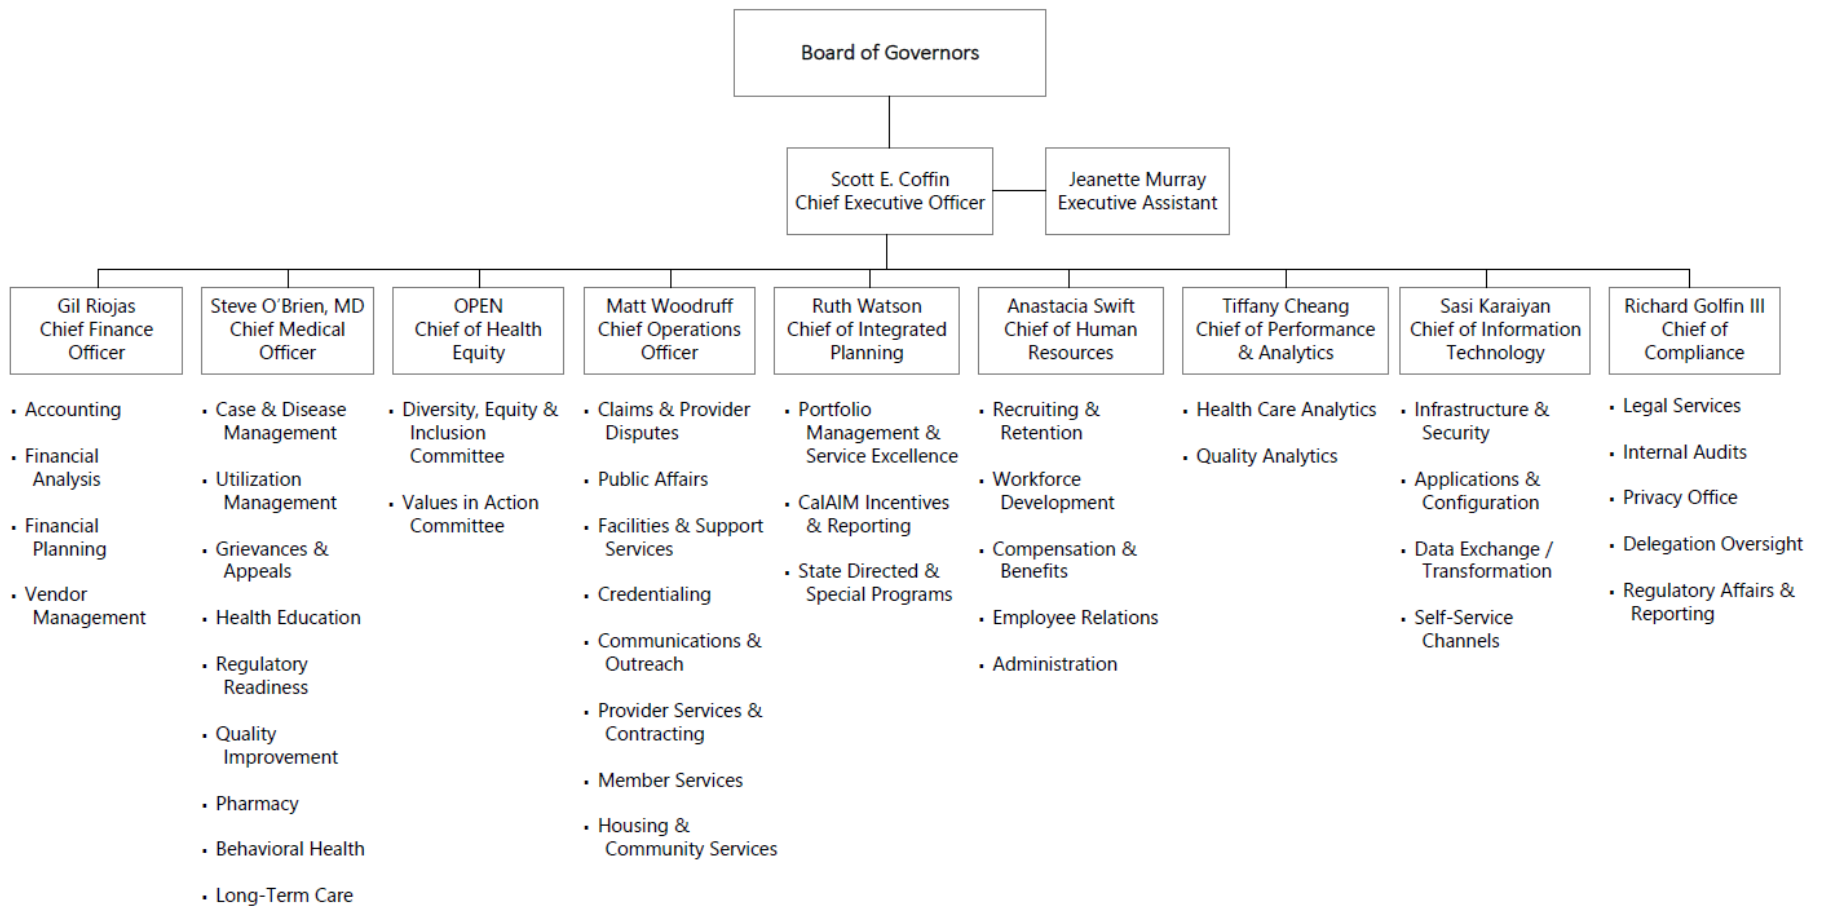 Board of Governors
Scott E. Coffin
Chief Executive Officer
Jeanette Murray
Executive Assistant
Gil Riojas
Chief Finance
Officer
▪ Accounting
▪ Financial
Analysis
▪ Financial
Planning
▪ Vendor
Management
Steve O'Brien, MD
Chief Medical
Officer
▪ Case & Disease
Management
▪ Utilization
Management
▪ Grievances &
Appeals
▪ Health Education
▪ Regulatory
Readiness
▪ Quality
Improvement
▪ Pharmacy
▪ Behavioral Health
▪ Long-Term Care
OPEN
Chief of Health
Equity
▪ Diversity, Equity &
Inclusion
Committee
▪ Values in Action
Committee
Matt Woodruff
Chief Operations
Officer
▪ Claims & Provider
Disputes
▪ Public Affairs
▪ Facilities & Support
Services
▪ Credentialing
▪ Communications &
Outreach
▪ Provider Services &
Contracting
▪ Member Services
▪ Housing &
Community Services
Ruth Watson
Chief of Integrated
Planning
▪ Portfolio
Management &
Service Excellence
▪ CalAIM Incentives
& Reporting
▪ State Directed &
Special Programs
Anastacia Swift
Chief of Human
Resources
▪ Recruiting &
Retention
▪ Workforce
Development
▪ Compensation &
Benefits
▪ Employee Relations
▪ Administration
Tiffany Cheang
Chief of Performance
& Analytics
▪ Health Care Analytics
▪ Quality Analytics
Sasi Karaiyan
Chief of Information
Technology
▪ Infrastructure &
Security
▪ Applications &
Configuration
▪ Data Exchange /
Transformation
▪ Self-Service
Channels
Richard Golfin III
Chief of
Compliance
▪ Legal Services
▪ Internal Audits
▪ Privacy Office
▪ Delegation Oversight
▪ Regulatory Affairs &
Reporting